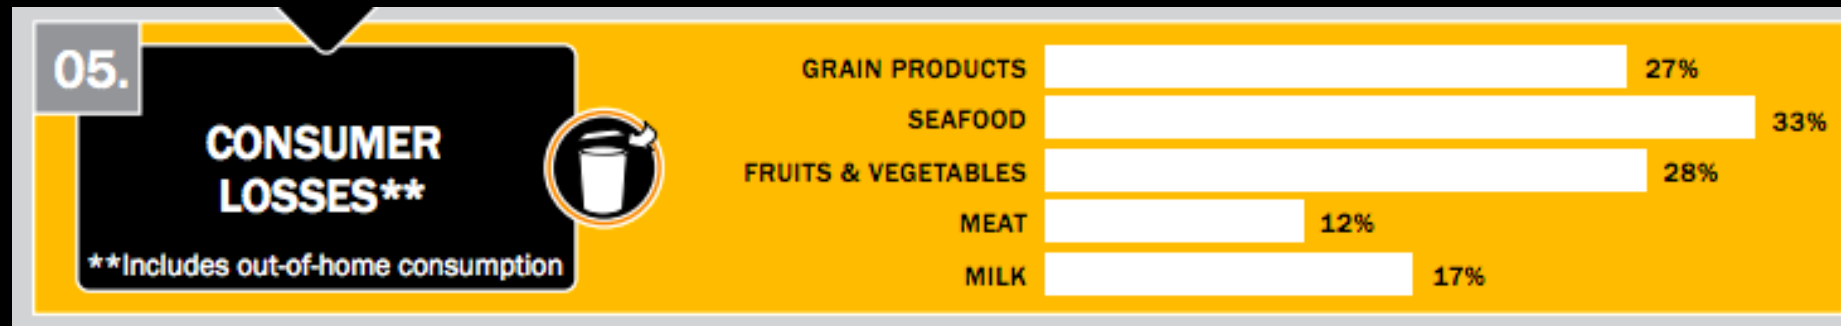 05.
CONSUMER
LOSSES**
**Includes out-of-home consumption
GRAIN PRODUCTS 27%
SEAFOOD 33%
FRUITS & VEGETABLES 28%
MEAT 12%
MILK 17%